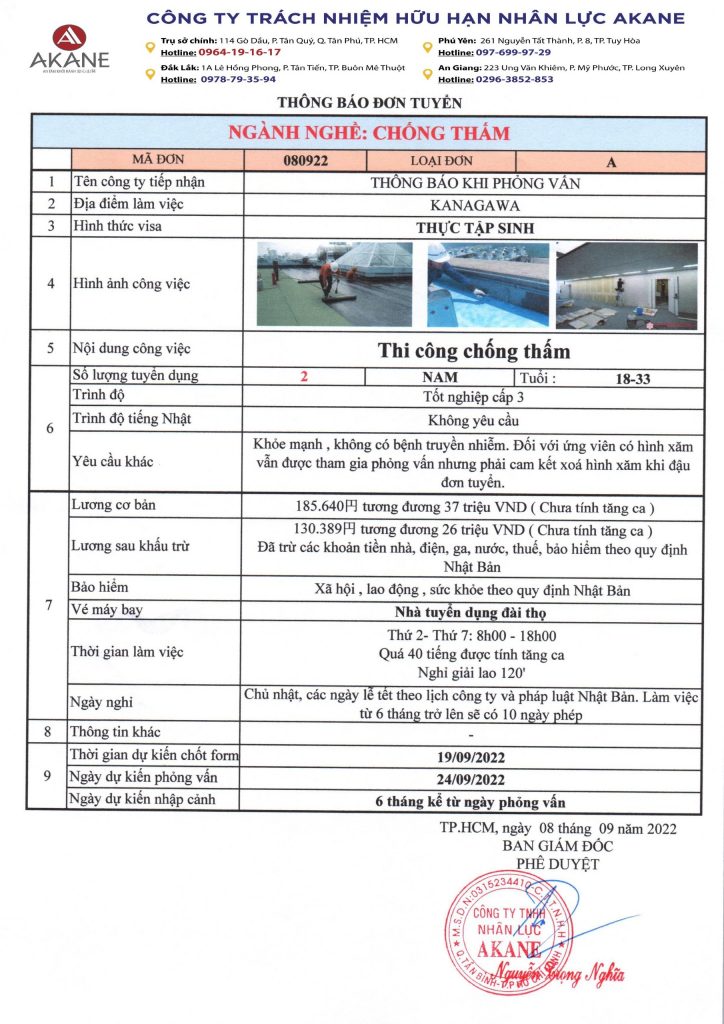 AKANE
CÔNG TY TRÁCH NHIỆM HỮU HẠN NHÂN LỰC AKANE
Trụ sở chính: 114 Gò Dầu, P. Tân Quý, Q. Tân Phú, TP. HCM
Hotline: 0964-19-16-17
Phú Yên: 261 Nguyễn Tất Thành, P. 8, TP. Tuy Hòa
Hotline: 097-699-97-29
Đắk Lắk: 1A Lê Hồng Phong, P. Tân Tiến, TP. Buôn Mê Thuột
Hotline: 0978-79-35-94
An Giang: 223 Ung Văn Khiêm, P. Mỹ Phước, TP. Long Xuyên
Hotline: 0296-3852-853
THÔNG BÁO ĐƠN TUYỂN
NGÀNH NGHỀ: CHỐNG THẤM
MÃ ĐƠN 080922 LOẠI ĐƠN A
1 Tên công ty tiếp nhận THÔNG BÁO KHI PHỎNG VẤN
2 Địa điểm làm việc KANAGAWA
3 Hình thức visa THỰC TẬP SINH
4 Hình ảnh công việc
5 Nội dung công việc Thi công chống thấm
6 Số lượng tuyển dụng 2 NAM Tuổi : 18-33
Trình độ Tốt nghiệp cấp 3
Trình độ tiếng Nhật Không yêu cầu
Yêu cầu khác Khỏe mạnh , không có bệnh truyền nhiễm. Đối với ứng viên có hình xăm
vẫn được tham gia phỏng vấn nhưng phải cam kết xoá hình xăm khi đậu
đơn tuyển.
7 Lương cơ bản 185.640円 tương đương 37 triệu VND ( Chưa tính tăng ca )
Lương sau khấu trừ 130.389円 tương đương 26 triệu VND ( Chưa tính tăng ca )
Đã trừ các khoản tiền nhà, điện, ga, nước, thuế, bảo hiểm theo quy định
Nhật Bản
Bảo hiểm Xã hội , lao động , sức khỏe theo quy định Nhật Bản
Vé máy bay Nhà tuyển dụng đài thọ
Thời gian làm việc Thứ 2- Thứ 7: 8h00 - 18h00
Quá 40 tiếng được tính tăng ca
Nghỉ giải lao 120'
Ngày nghỉ Chủ nhật, các ngày lễ tết theo lịch công ty và pháp luật Nhật Bản. Làm việc
từ 6 tháng trở lên sẽ có 10 ngày phép
8 Thông tin khác -
9 Thời gian dự kiến chốt form 19/09/2022
Ngày dự kiến phỏng vấn 24/09/2022
Ngày dự kiến nhập cảnh 6 tháng kể từ ngày phỏng vấn
TP.HCM, ngày 08 tháng 09 năm 2022
BAN GIÁM ĐỐC
PHÊ DUYỆT
M.S.D.N:0315234410-C.T.T.N.H.H
CÔNG TY TNHH
NHÂN LỰC
AKANE
Q.TÂN BÌNH-T.P HỒ CHÍ MINH
Nguyễn Trọng Nghĩa